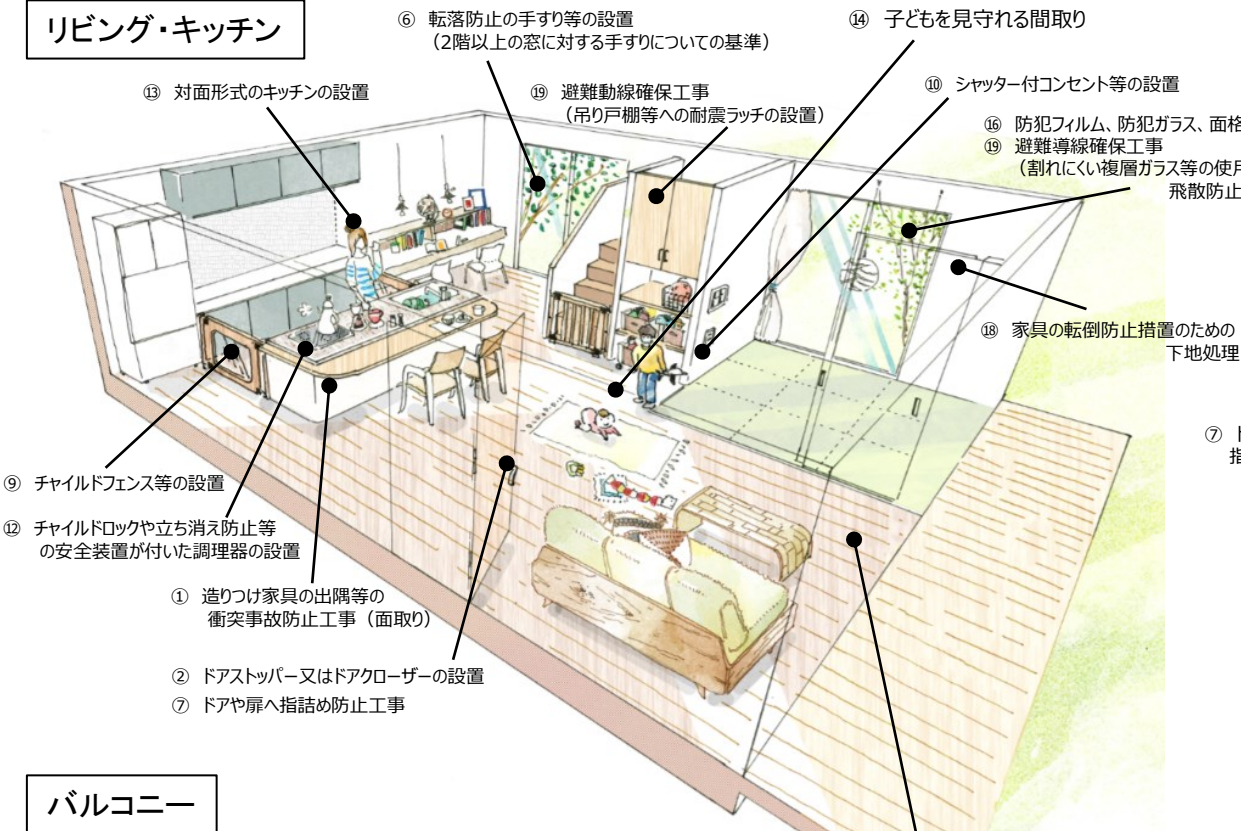 リビング・キッチン
⑥ 転落防止の手すり等の設置
（2階以上の窓に対する手すりについての基準）
⑭ 子どもを見守れる間取り
⑬ 対面形式のキッチンの設置
⑲ 避難動線確保工事
（吊り戸棚等への耐震ラッチの設置）
⑩ シャッター付コンセント等の設置
⑯ 防犯フィルム、防犯ガラス、面格
⑲ 避難導線確保工事
（割れにくい複層ガラス等の使用
飛散防止
⑱ 家具の転倒防止措置のための
下地処理
⑦
⑨ チャイルドフェンス等の設置
⑫ チャイルドロックや立ち消え防止等
の安全装置が付いた調理器の設置
① 造りつけ家具の出隅等の
衝突事故防止工事（面取り）
② ドアストッパー又はドアクローザーの設置
⑦ ドアや扉へ指詰め防止工事
バルコニー